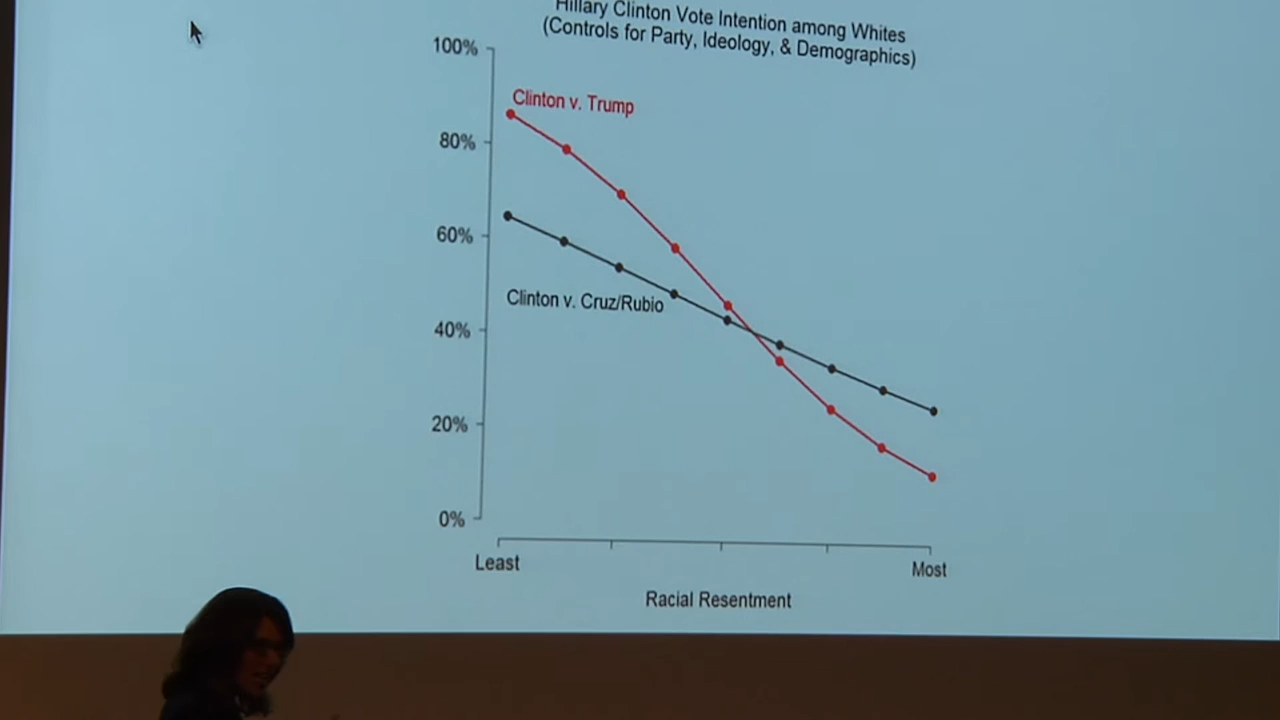 Hillary Clinton Vote Intention among Whites
(Controls for Party, Ideology, & Demographics)
100%
Clinton v. Trump
80%
60%
Clinton v. Cruz/Rubio
40%
20%
0%
Least
Most
Racial Resentment